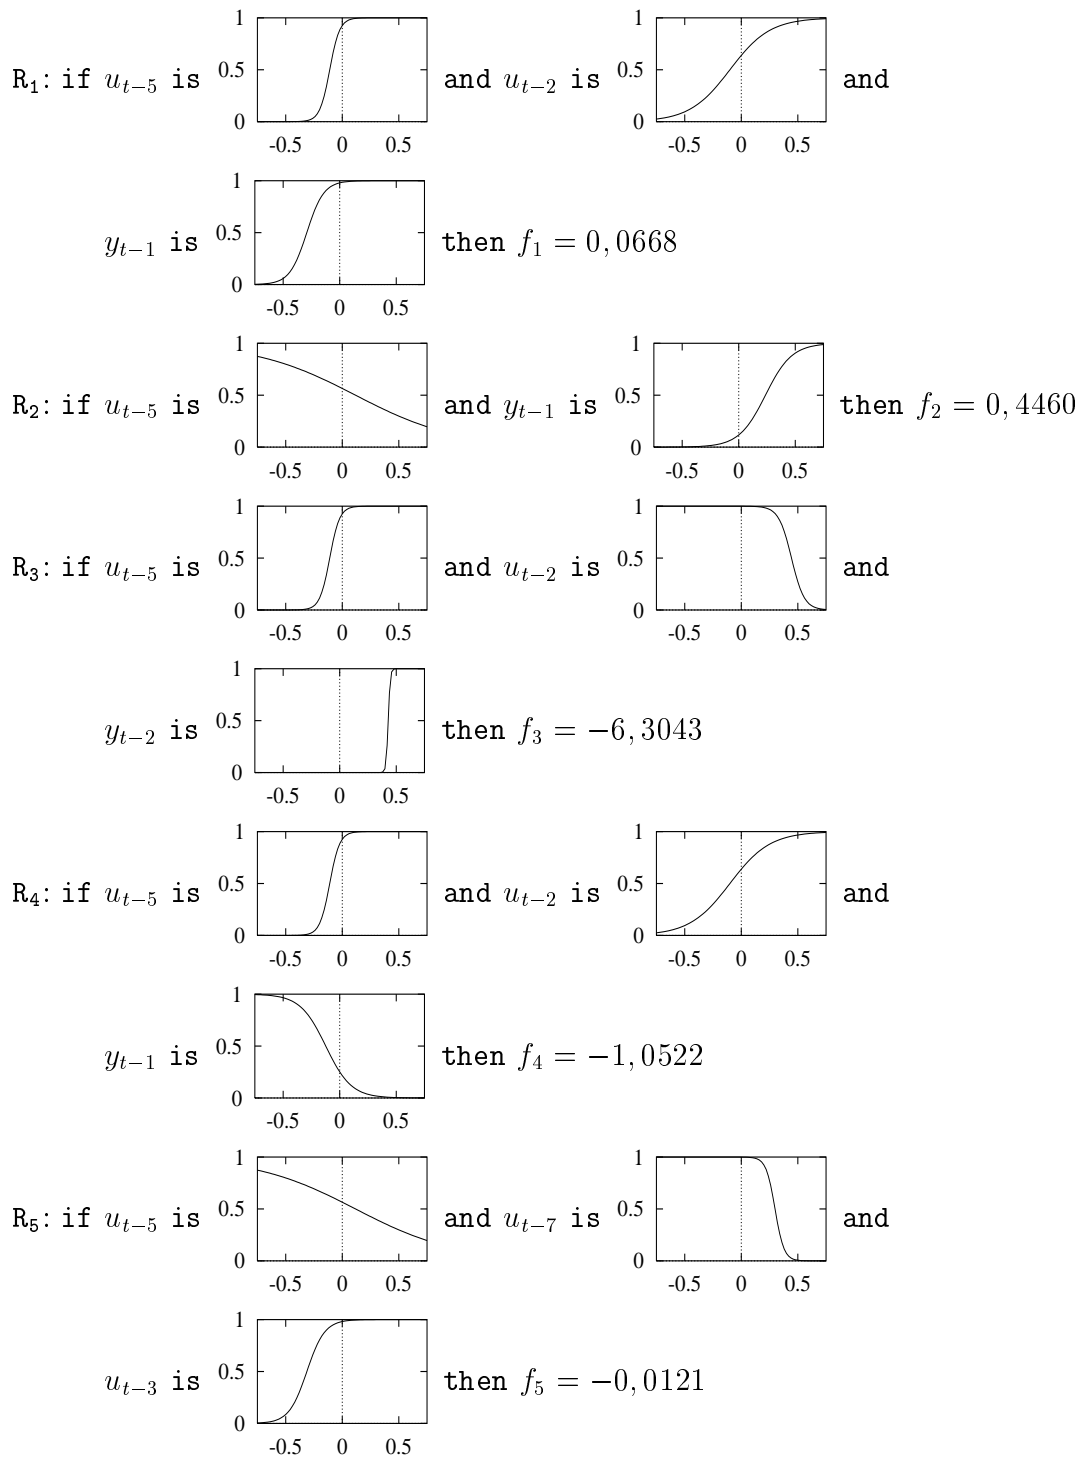 R₁: if u_{t−5} is 1 0.5 0 -0.5 0 0.5 and u_{t−2} is 1 0.5 0 -0.5 0 0.5 and
y_{t−1} is 1 0.5 0 -0.5 0 0.5 then f₁ = 0,0668
R₂: if u_{t−5} is 1 0.5 0 -0.5 0 0.5 and y_{t−1} is 1 0.5 0 -0.5 0 0.5 then f₂ = 0,4460
R₃: if u_{t−5} is 1 0.5 0 -0.5 0 0.5 and u_{t−2} is 1 0.5 0 -0.5 0 0.5 and
y_{t−2} is 1 0.5 0 -0.5 0 0.5 then f₃ = −6,3043
R₄: if u_{t−5} is 1 0.5 0 -0.5 0 0.5 and u_{t−2} is 1 0.5 0 -0.5 0 0.5 and
y_{t−1} is 1 0.5 0 -0.5 0 0.5 then f₄ = −1,0522
R₅: if u_{t−5} is 1 0.5 0 -0.5 0 0.5 and u_{t−7} is 1 0.5 0 -0.5 0 0.5 and
u_{t−3} is 1 0.5 0 -0.5 0 0.5 then f₅ = −0,0121